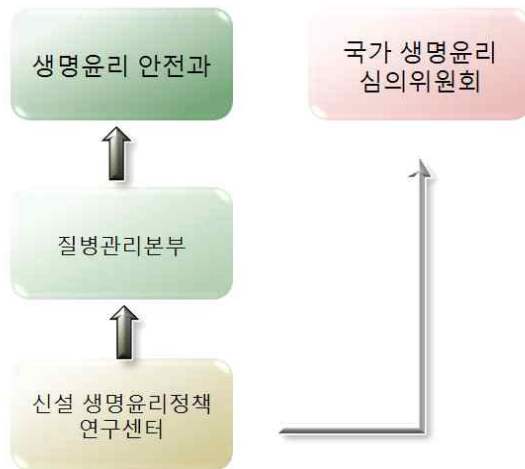 생명윤리 안전과
국가 생명윤리
심의위원회
질병관리본부
신설 생명윤리정책
연구센터